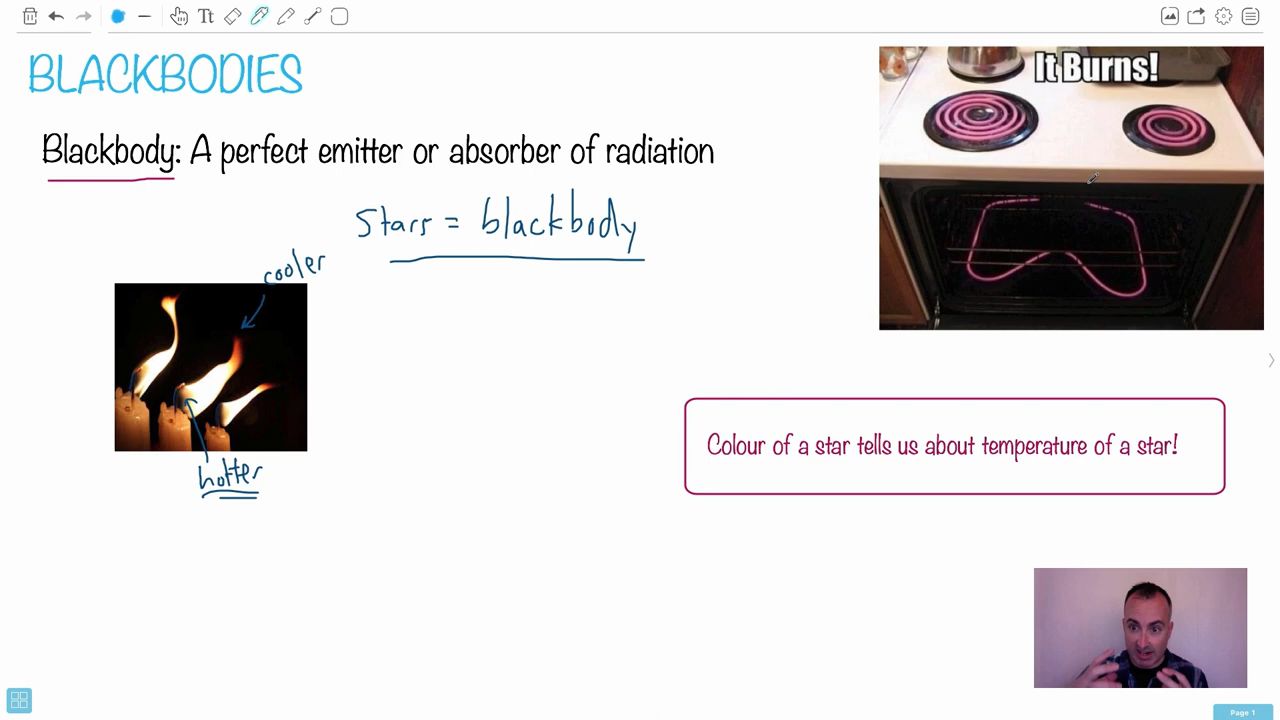 Tt
BLACKBODIES
It Burns!
Blackbody: A perfect emitter or absorber of radiation
Stars = blackbody
cooler
hotter
Colour of a star tells us about temperature of a star!
Page 1